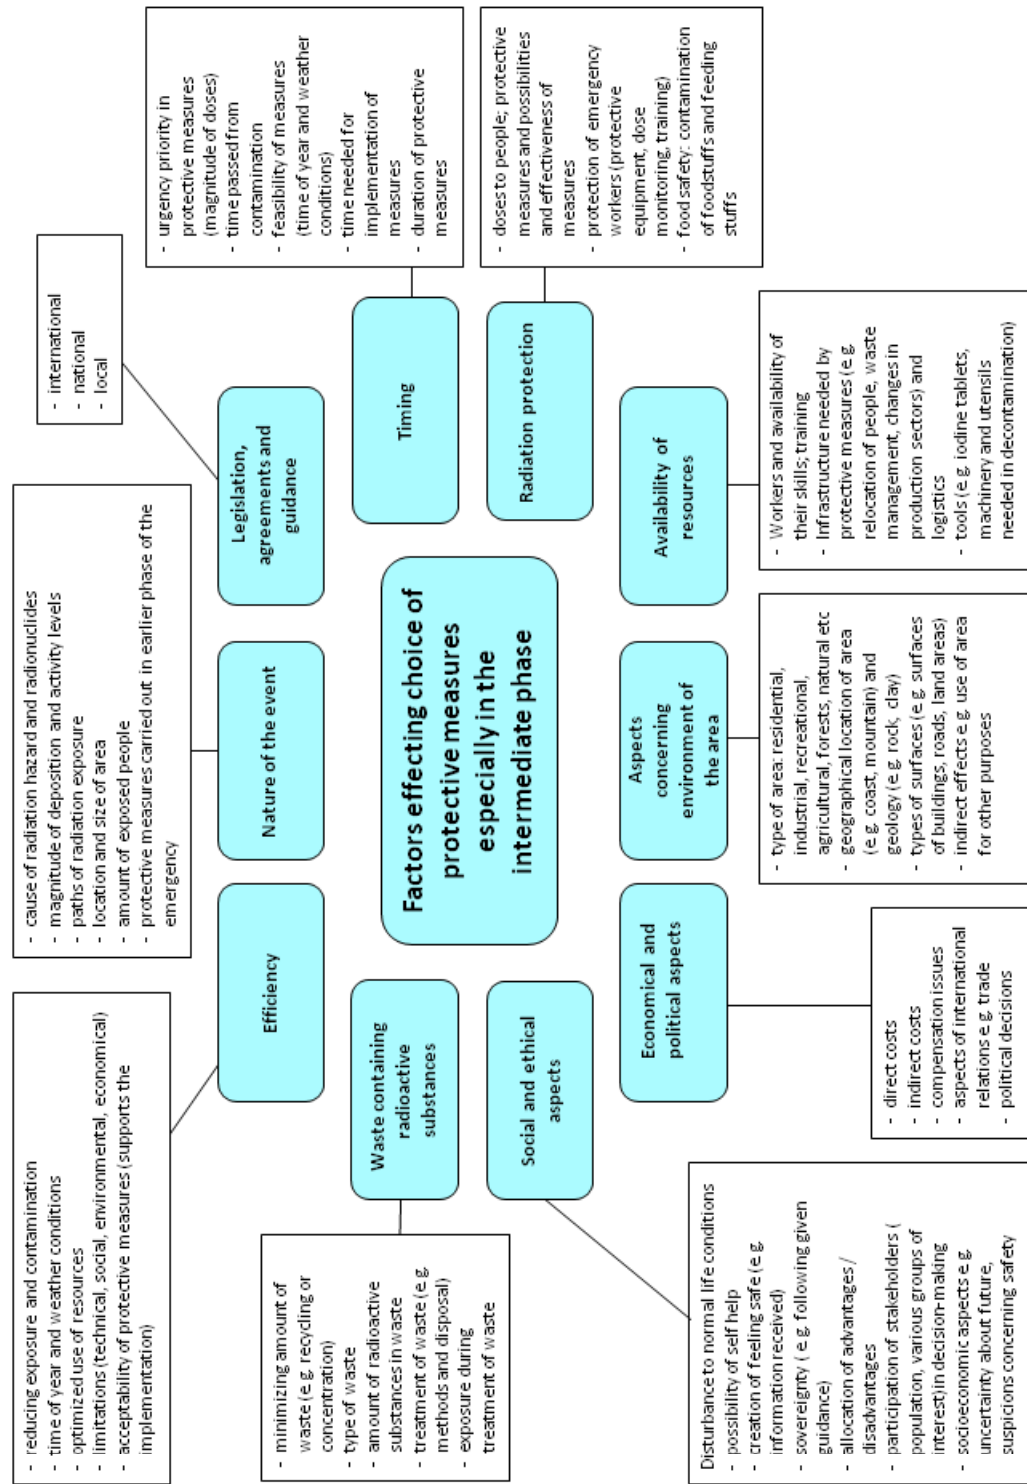 - reducing exposure and contamination
- time of year and weather conditions
- optimized use of resources
- limitations (technical, social, environmental, economical)
- acceptability of protective measures (supports the
implementation)
- cause of radiation hazard and radionuclides
- magnitude of deposition and activity levels
- paths of radiation exposure
- location and size of area
- amount of exposed people
- protective measures carried out in earlier phase of the
emergency
- international
- national
- local
Efficiency
Nature of the event
Legislation,
agreements and
guidance
- minimizing amount of
waste (e.g. recycling or
concentration)
- type of waste
- amount of radioactive
substances in waste
- treatment of waste (e.g.
methods and disposal)
- exposure during
treatment of waste
Waste containing
radioactive
substances
Factors effecting choice of
protective measures
especially in the
intermediate phase
Timing
- urgency priority in
protective measures
(magnitude of doses)
- time passed from
contamination
- feasibility of measures
(time of year and weather
conditions)
- time needed for
implementation of
measures
- duration of protective
measures
Social and ethical
aspects
Radiation protection
- doses to people; protective
measures and possibilities
and effectiveness of
measures
- protection of emergency
workers (protective
equipment, dose
monitoring, training)
- food safety: contamination
of foodstuffs and feeding
stuffs
Economical and
political aspects
Aspects
concerning
environment of
the area
Availability of
resources
Disturbance to normal life conditions
- possibility of self help
- creation of feeling safe (e.g.
information received)
- sovereignty ( e.g. following given
guidance)
- allocation of advantages /
disadvantages
- participation of stakeholders (
population, various groups of
interest) in decision-making
- socioeconomic aspects e.g.
uncertainty about future,
suspicions concerning safety
- direct costs
- indirect costs
- compensation issues
- aspects of international
relations e.g. trade
- political decisions
- type of area: residential,
industrial, recreational,
agricultural, forests, natural etc
- geographical location of area
(e.g. coast, mountain) and
geology (e.g. rock, clay)
- types of surfaces (e.g. surfaces
of buildings, roads, land areas)
- indirect effects e.g. use of area
for other purposes
- Workers and availability of
their skills; training
- Infrastructure needed by
protective measures (e.g.
relocation of people, waste
management, changes in
production sectors) and
logistics
- tools (e.g. iodine tablets,
machinery and utensils
needed in decontamination)